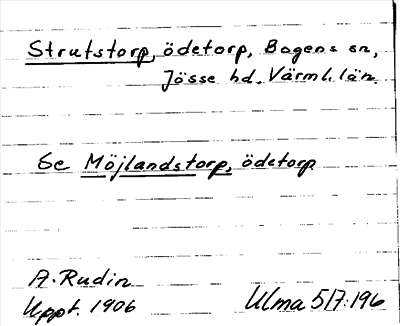 Strutstorp, ödetorp, Bogens sn,
Jösse hd. Värml. län.
Se Möjlandstorp, ödetorp
A. Rudin
Uppt. 1906
Ulma 517:196